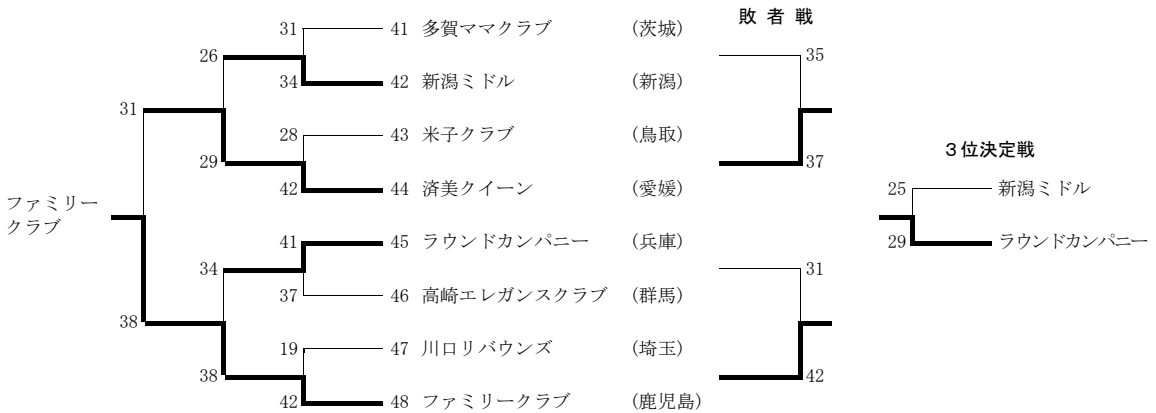 敗者戦
31 41 多賀ママクラブ (茨城) 35
26
34 42 新潟ミドル (新潟)
31
28 43 米子クラブ (鳥取)
29 37
3位決定戦
42 44 済美クイーン (愛媛) 25 新潟ミドル
ファミリー
クラブ
41 45 ラウンドカンパニー (兵庫) 29 ラウンドカンパニー
34 31
37 46 高崎エレガンスクラブ (群馬)
38
19 47 川口リバウンズ (埼玉)
38 42
42 48 ファミリークラブ (鹿児島)